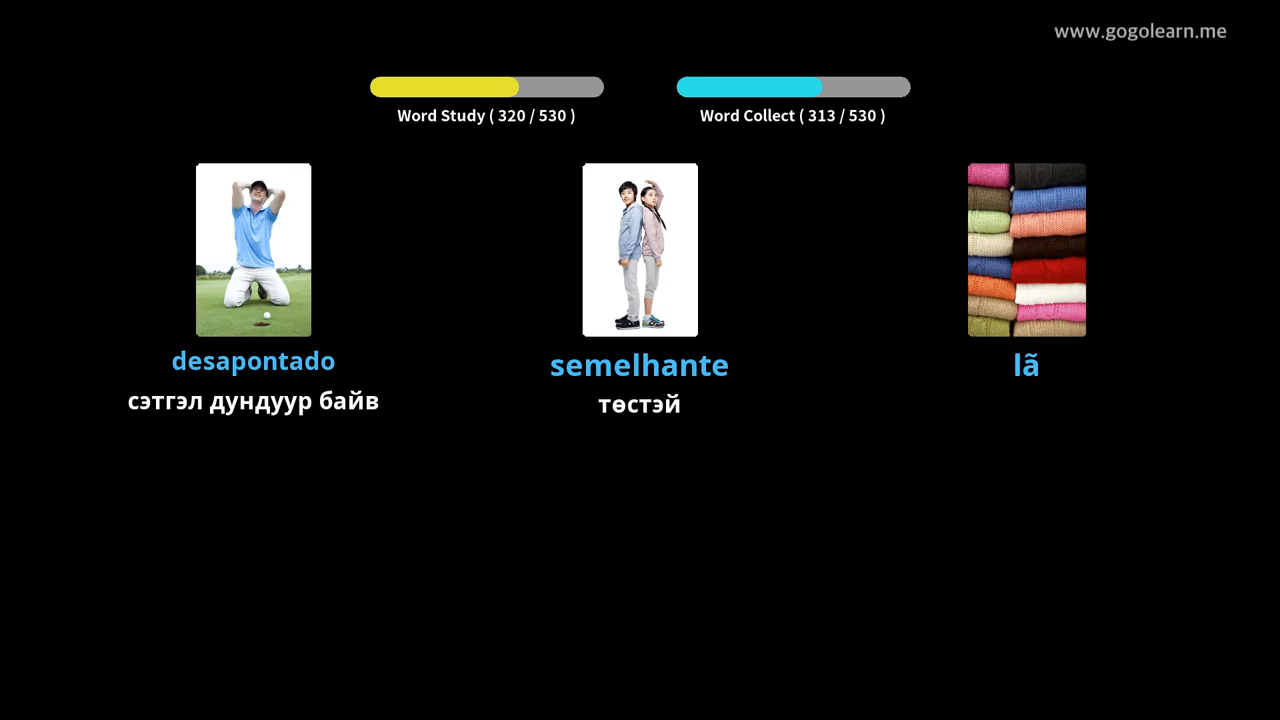 www.gogolearn.me
Word Study ( 320 / 530 )
Word Collect ( 313 / 530 )
desapontado
сэтгэл дундуур байв
semelhante
төстэй
lã